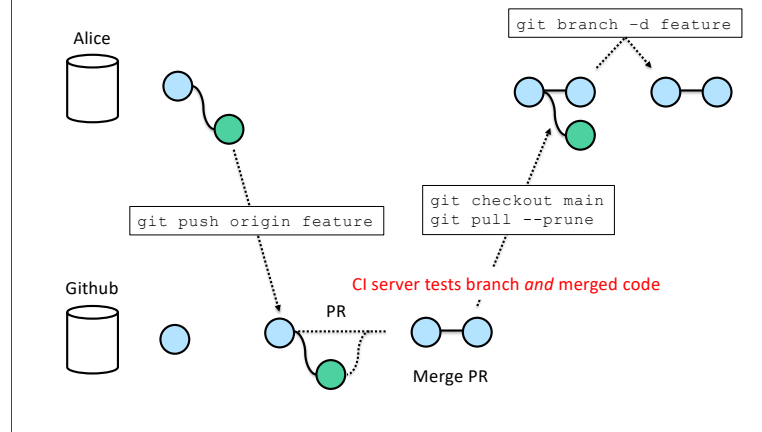 git branch –d feature
Alice
git checkout main
git pull --prune
git push origin feature
CI server tests branch and merged code
Github
PR
Merge PR